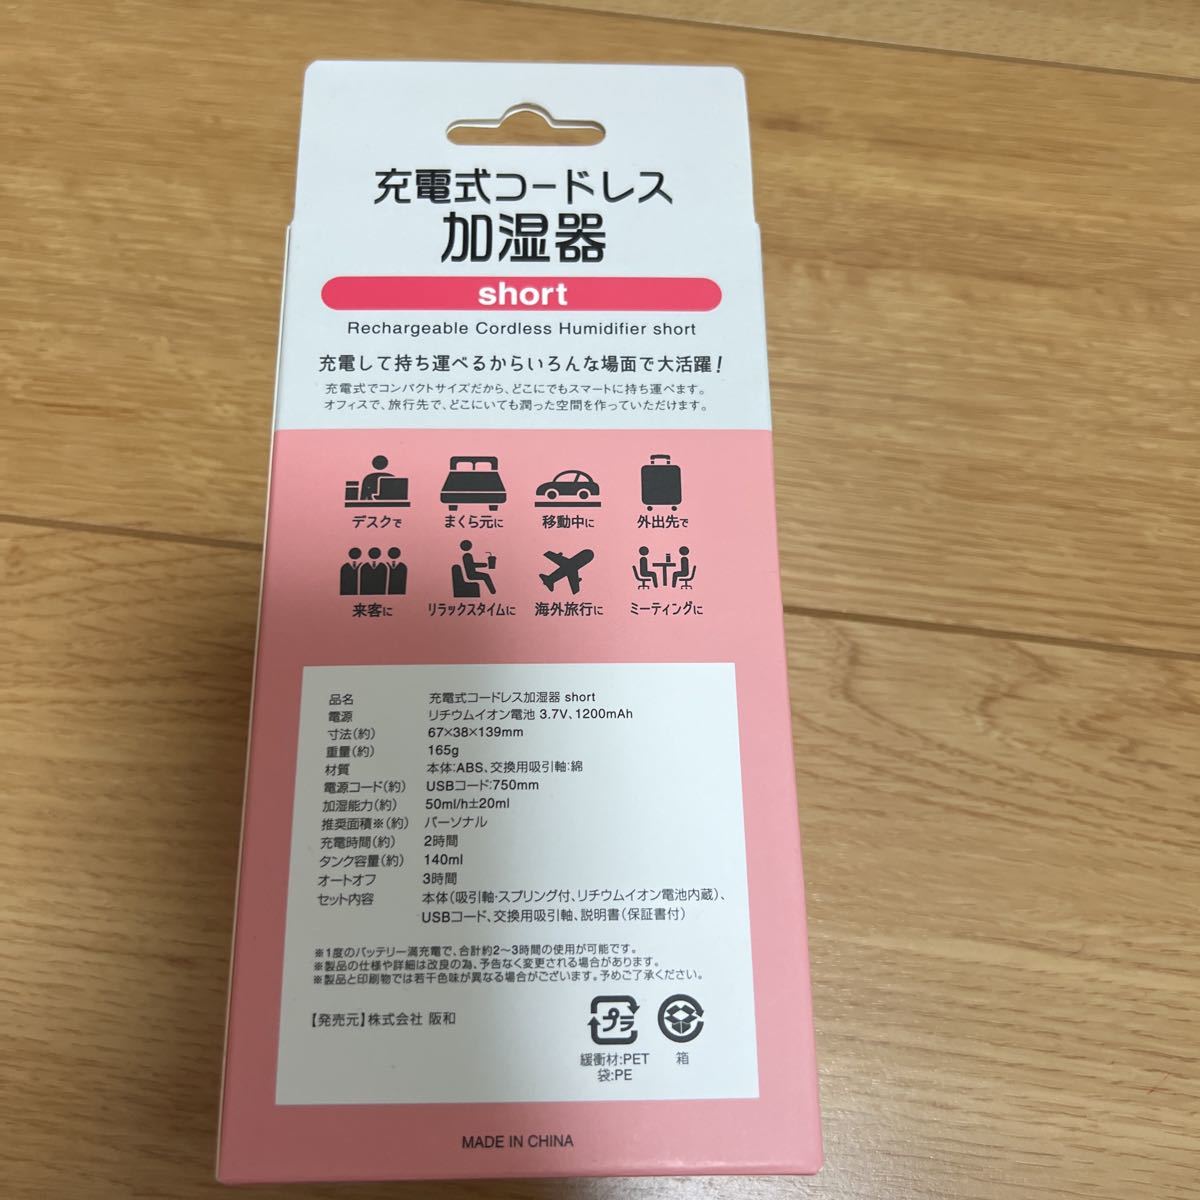 充電式コードレス
加湿器
short
Rechargeable Cordless Humidifier short
充電して持ち運べるからいろんな場面で大活躍!
充電式でコンパクトサイズだから、どこにでもスマートに持ち運べます。
オフィスで、旅行先で、どこにいても潤った空間を作っていただけます。
デスクで まくら元に 移動中に 外出先で
来客に リラックスタイムに 海外旅行に ミーティングに
品名 充電式コードレス加湿器 short
電源 リチウムイオン電池 3.7V、1200mAh
寸法(約) 67×38×139mm
重量(約) 165g
材質 本体:ABS、交換用吸引軸:綿
電源コード(約) USBコード:750mm
加湿能力(約) 50ml/h±20ml
推奨面積※(約) パーソナル
充電時間(約) 2時間
タンク容量(約) 140ml
オートオフ 3時間
セット内容 本体(吸引軸・スプリング付、リチウムイオン電池内蔵)、
USBコード、交換用吸引軸、説明書(保証書付)
※1度のバッテリー満充電で、合計約2〜3時間の使用が可能です。
※製品の仕様や詳細は改良の為、予告なく変更される場合があります。
※製品と印刷物では若干色味が異なる場合がございます。予めご了承ください。
【発売元】株式会社 阪和
プラ
緩衝材:PET 箱
袋:PE
MADE IN CHINA